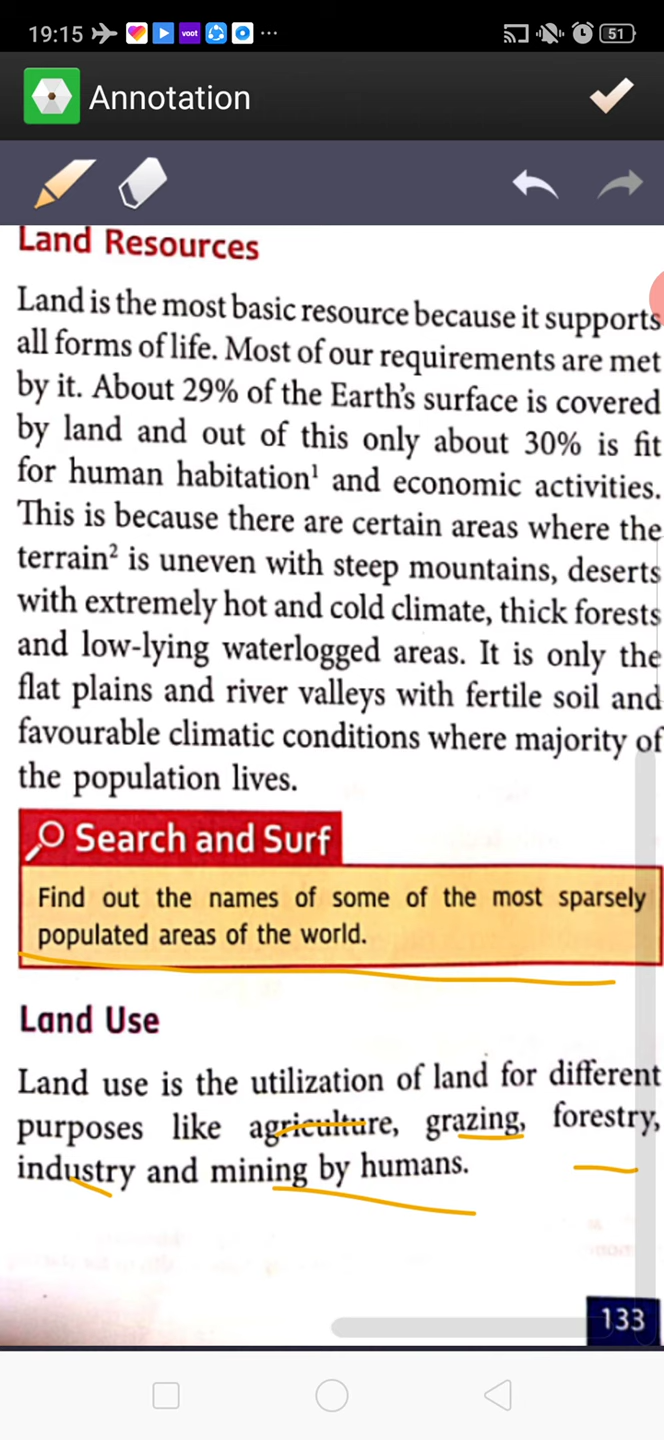 19:15 voot ... 51
Annotation
Land Resources
Land is the most basic resource because it supports
all forms of life. Most of our requirements are met
by it. About 29% of the Earth's surface is covered
by land and out of this only about 30% is fit
for human habitation¹ and economic activities.
This is because there are certain areas where the
terrain² is uneven with steep mountains, deserts
with extremely hot and cold climate, thick forests
and low-lying waterlogged areas. It is only the
flat plains and river valleys with fertile soil and
favourable climatic conditions where majority of
the population lives.
Search and Surf
Find out the names of some of the most sparsely
populated areas of the world.
Land Use
Land use is the utilization of land for different
purposes like agriculture, grazing, forestry,
industry and mining by humans.
133